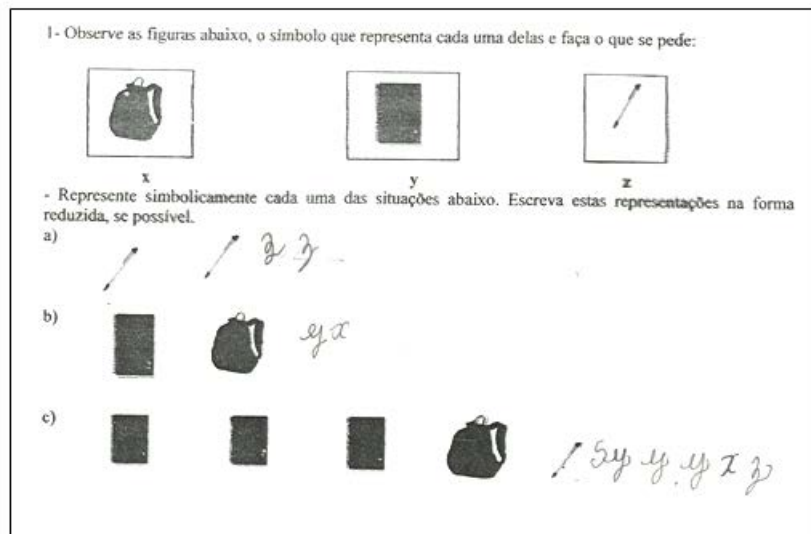 1- Observe as figuras abaixo, o símbolo que representa cada uma delas e faça o que se pede:
x y z
- Represente simbolicamente cada uma das situações abaixo. Escreva estas representações na forma
reduzida, se possível.
a) z z
b) y x
c) 5y y y x z